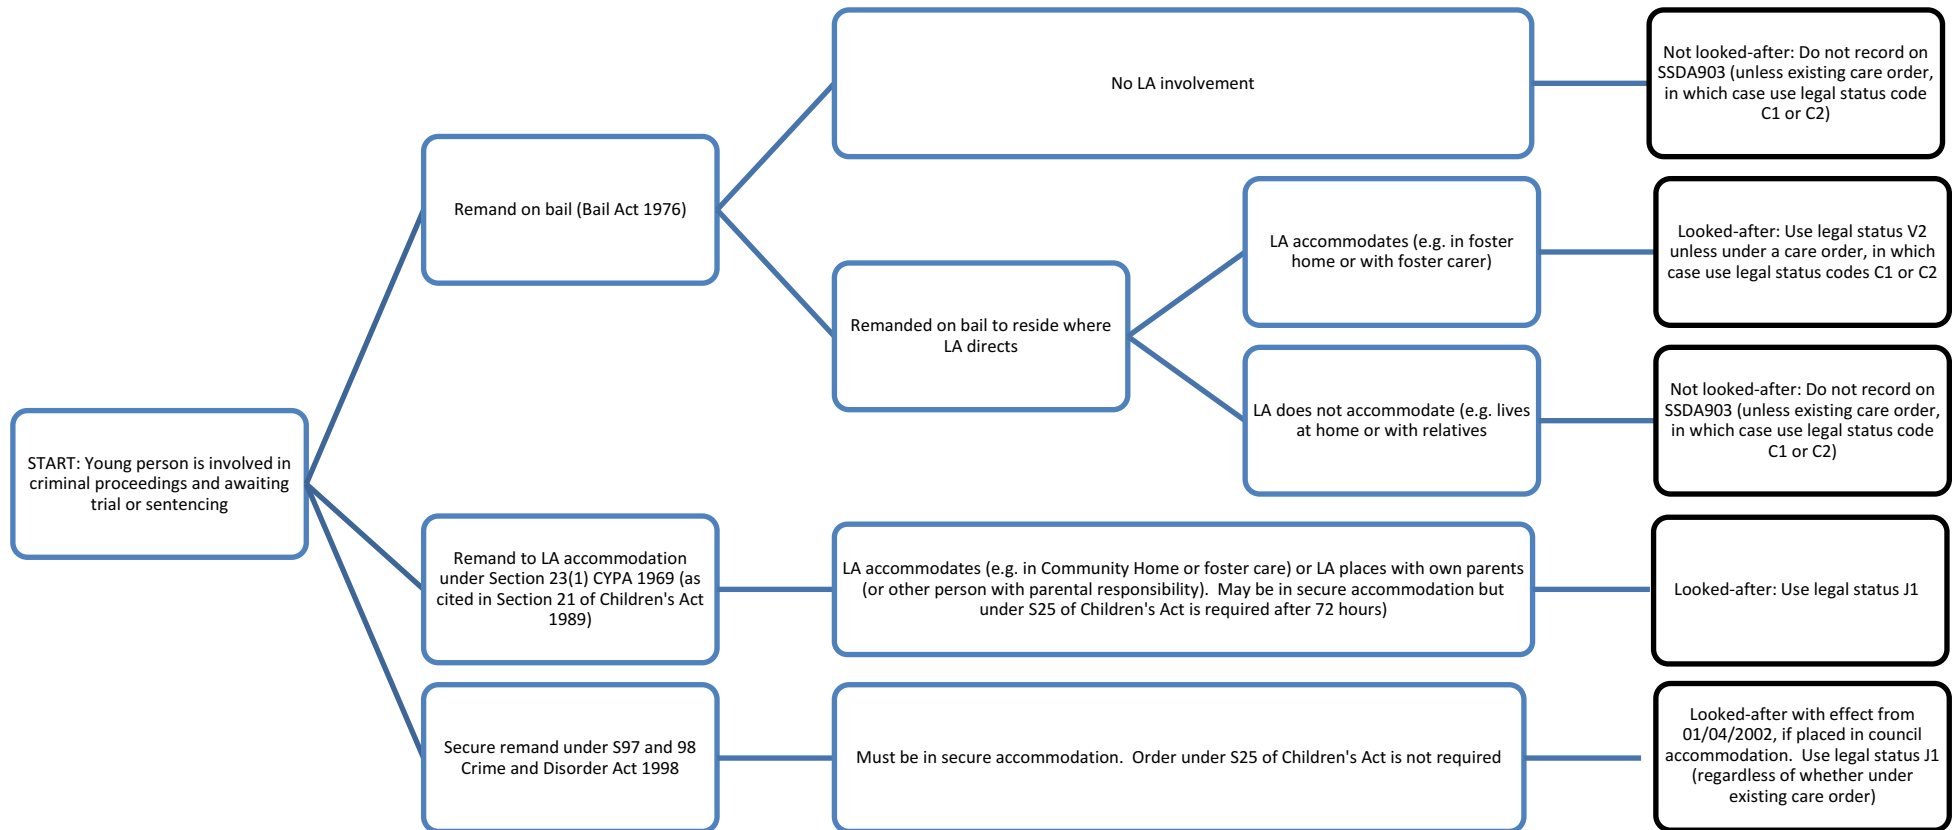 START: Young person is involved in
criminal proceedings and awaiting
trial or sentencing
Remand on bail (Bail Act 1976)
No LA involvement
Not looked-after: Do not record on
SSDA903 (unless existing care order,
in which case use legal status code
C1 or C2)
Remanded on bail to reside where
LA directs
LA accommodates (e.g. in foster
home or with foster carer)
Looked-after: Use legal status V2
unless under a care order, in which
case use legal status codes C1 or C2
LA does not accommodate (e.g. lives
at home or with relatives
Not looked-after: Do not record on
SSDA903 (unless existing care order,
in which case use legal status code
C1 or C2)
Remand to LA accommodation
under Section 23(1) CYPA 1969 (as
cited in Section 21 of Children's Act
1989)
LA accommodates (e.g. in Community Home or foster care) or LA places with own parents
(or other person with parental responsibility).  May be in secure accommodation but
under S25 of Children's Act is required after 72 hours)
Looked-after: Use legal status J1
Secure remand under S97 and 98
Crime and Disorder Act 1998
Must be in secure accommodation.  Order under S25 of Children's Act is not required
Looked-after with effect from
01/04/2002, if placed in council
accommodation.  Use legal status J1
(regardless of whether under
existing care order)